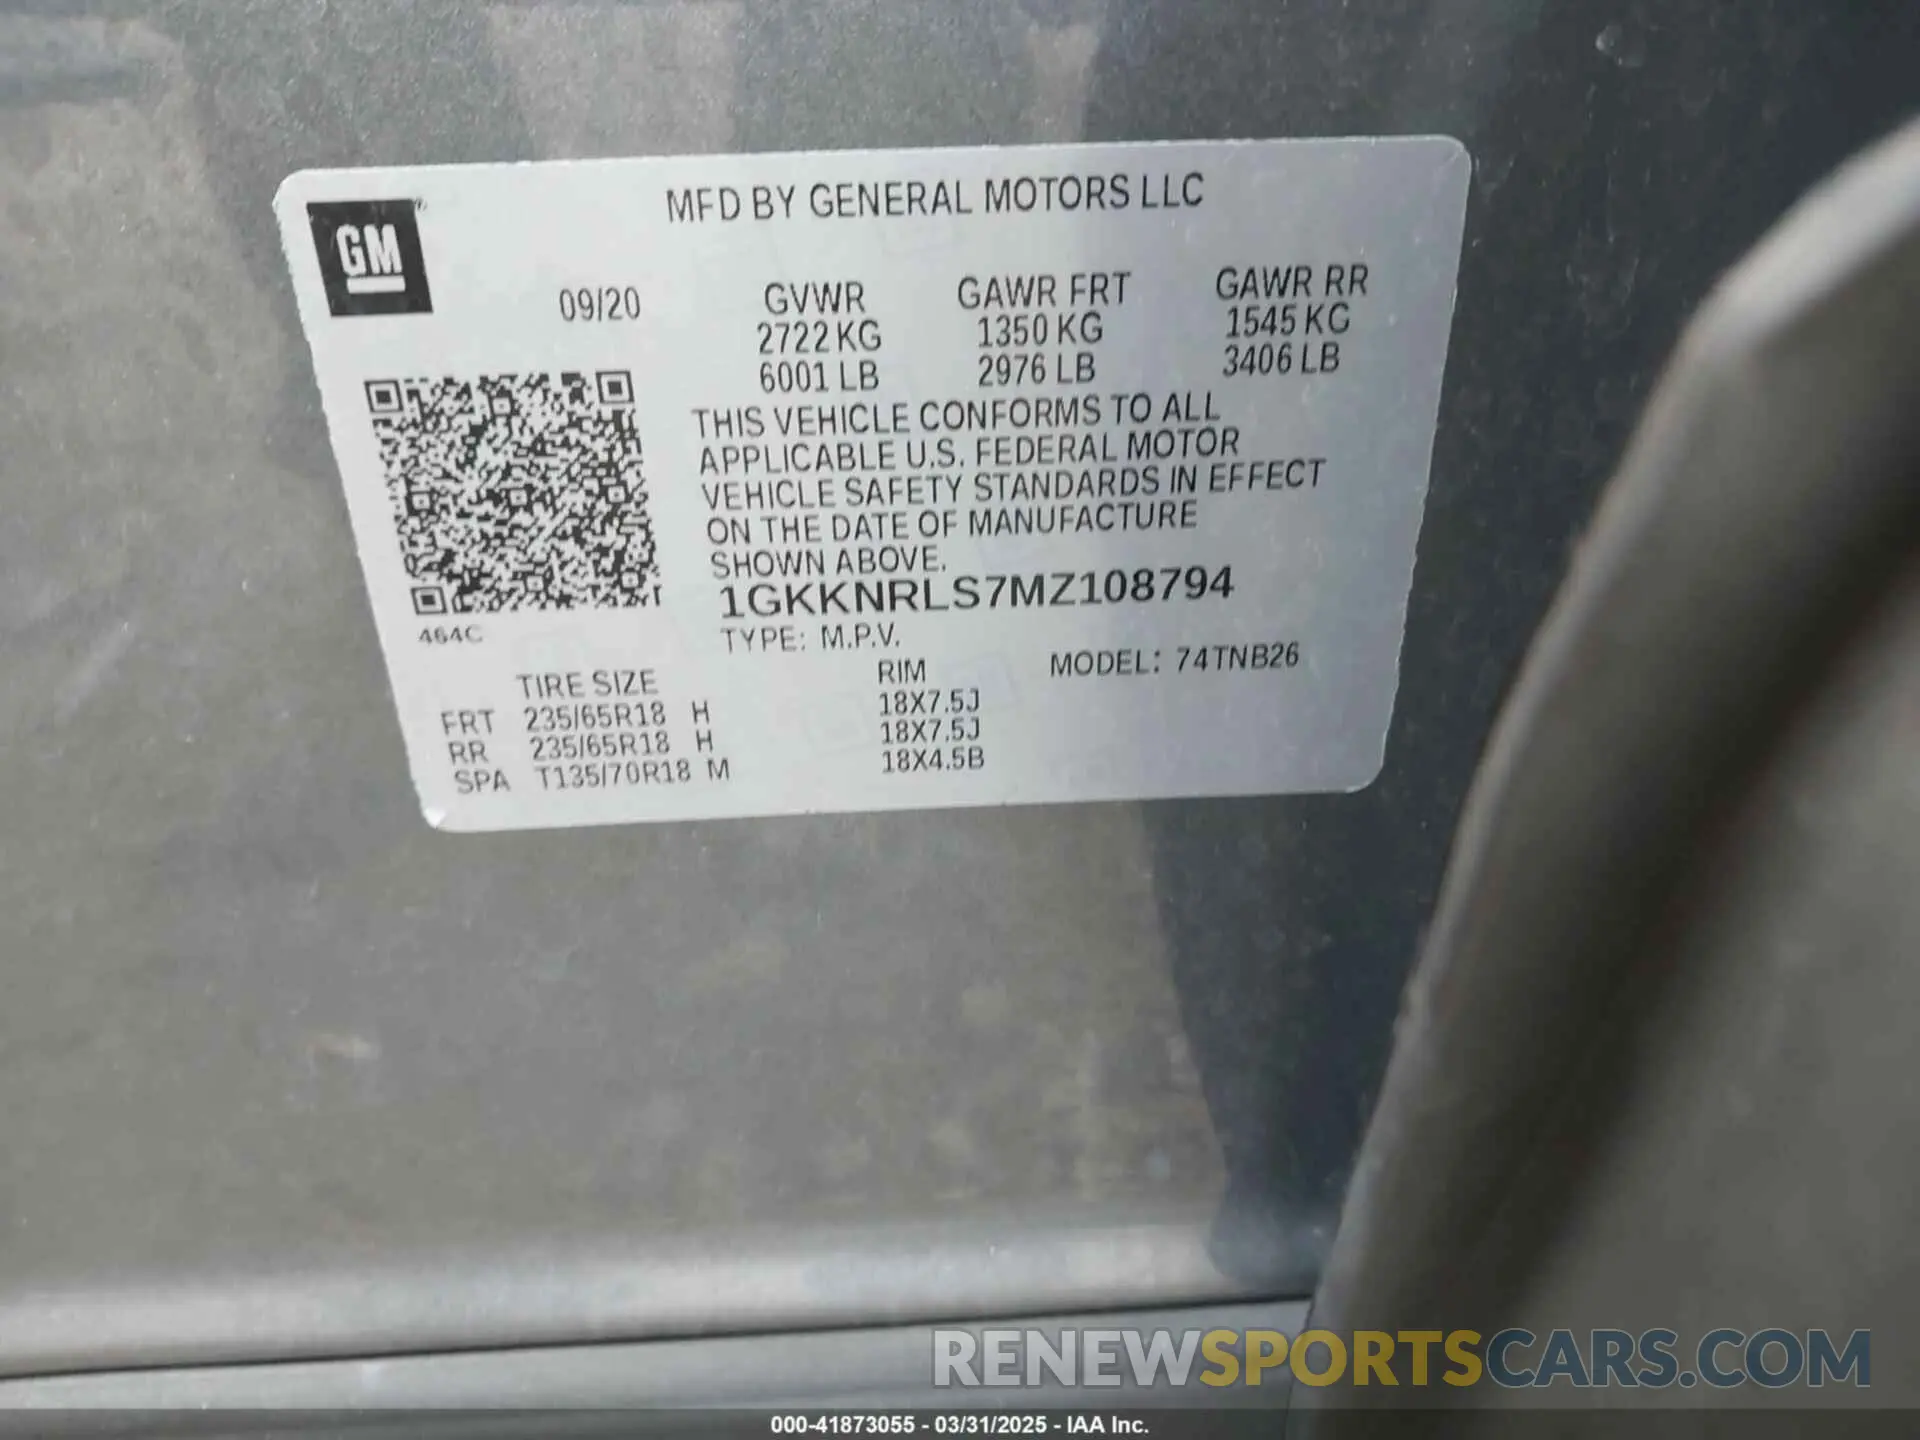 MFD BY GENERAL MOTORS LLC
GM®
09/20 GVWR GAWR FRT GAWR RR
2722 KG 1350 KG 1545 KG
6001 LB 2976 LB 3406 LB
THIS VEHICLE CONFORMS TO ALL
APPLICABLE U.S. FEDERAL MOTOR
VEHICLE SAFETY STANDARDS IN EFFECT
ON THE DATE OF MANUFACTURE
SHOWN ABOVE.
1GKKNRLS7MZ108794
464C
TYPE: M.P.V.
MODEL: 74TNB26
TIRE SIZE RIM
FRT 235/65R18 H 18X7.5J
RR 235/65R18 H 18X7.5J
SPA T135/70R18 M 18X4.5B
RENEWSPORTSCARS.COM
000-41873055 - 03/31/2025 - IAA Inc.